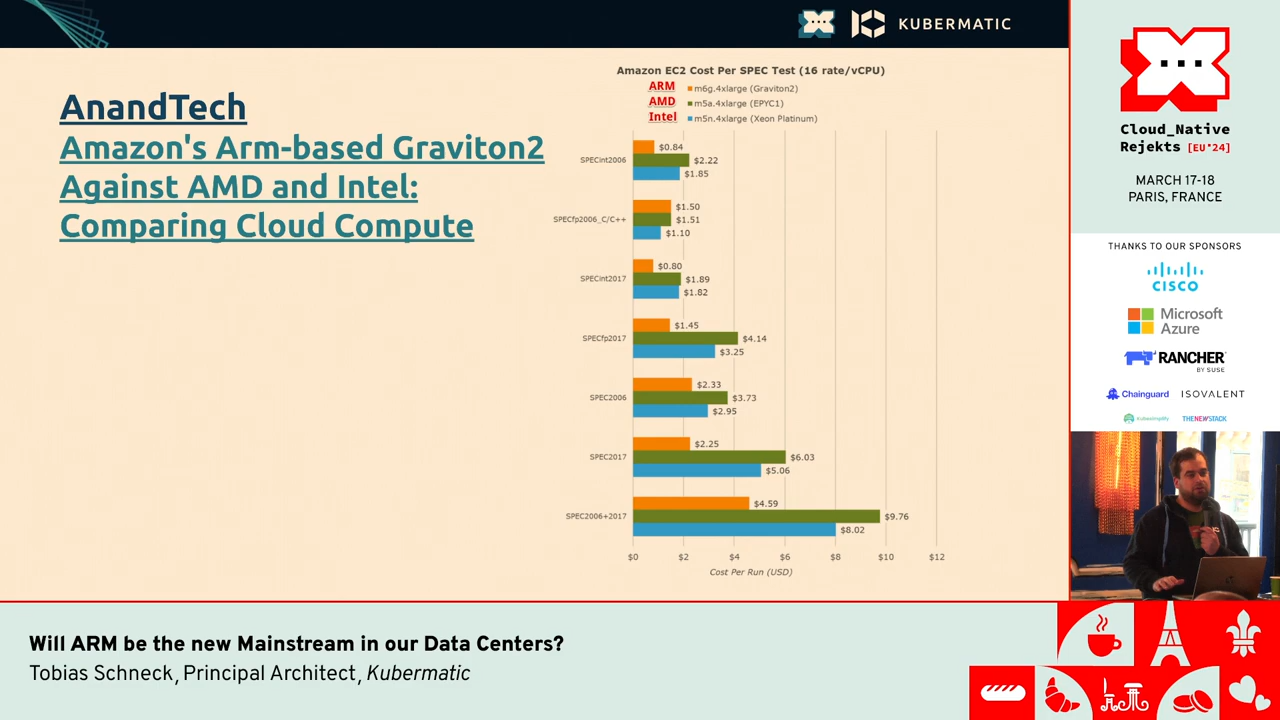 KUBERMATIC
AnandTech
Amazon's Arm-based Graviton2
Against AMD and Intel:
Comparing Cloud Compute
Amazon EC2 Cost Per SPEC Test (16 rate/vCPU)
ARM m6g.4xlarge (Graviton2)
AMD m5a.4xlarge (EPYC1)
Intel m5n.4xlarge (Xeon Platinum)
SPECint2006
$0.84
$2.22
$1.85
SPECfp2006_C/C++
$1.50
$1.51
$1.10
SPECint2017
$0.80
$1.89
$1.82
SPECfp2017
$1.45
$4.14
$3.25
SPEC2006
$2.33
$3.73
$2.95
SPEC2017
$2.25
$6.03
$5.06
SPEC2006+2017
$4.59
$9.76
$8.02
$0 $2 $4 $6 $8 $10 $12
Cost Per Run (USD)
Cloud_Native
Rejekts [EU'24]
MARCH 17-18
PARIS, FRANCE
THANKS TO OUR SPONSORS
CISCO
Microsoft
Azure
RANCHER
BY SUSE
Chainguard ISOVALENT
Kubesimplify THENEWSTACK
Will ARM be the new Mainstream in our Data Centers?
Tobias Schneck, Principal Architect, Kubermatic